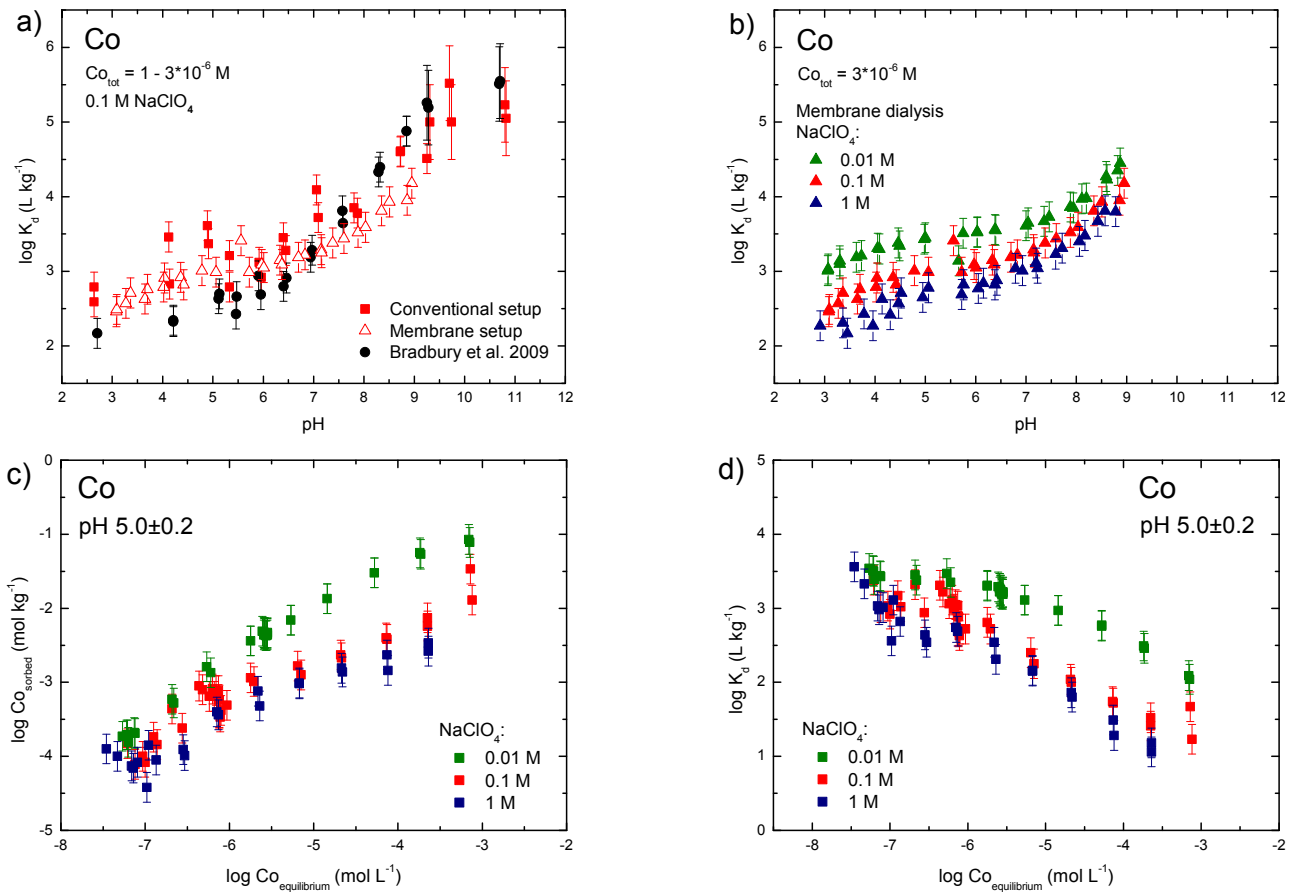 a)
Co
Co_tot = 1 - 3*10^-6 M
0.1 M NaClO₄
Conventional setup
Membrane setup
Bradbury et al. 2009
log K_d (L kg^-1)
6
5
4
3
2
2 3 4 5 6 7 8 9 10 11 12
pH
b)
Co
Co_tot = 3*10^-6 M
Membrane dialysis
NaClO₄:
0.01 M
0.1 M
1 M
log K_d (L kg^-1)
6
5
4
3
2
2 3 4 5 6 7 8 9 10 11 12
pH
c)
Co
pH 5.0±0.2
NaClO₄:
0.01 M
0.1 M
1 M
log Co_sorbed (mol kg^-1)
0
-1
-2
-3
-4
-5
-8 -7 -6 -5 -4 -3 -2
log Co_equilibrium (mol L^-1)
d)
Co
pH 5.0±0.2
NaClO₄:
0.01 M
0.1 M
1 M
log K_d (L kg^-1)
5
4
3
2
1
0
-8 -7 -6 -5 -4 -3 -2
log Co_equilibrium (mol L^-1)